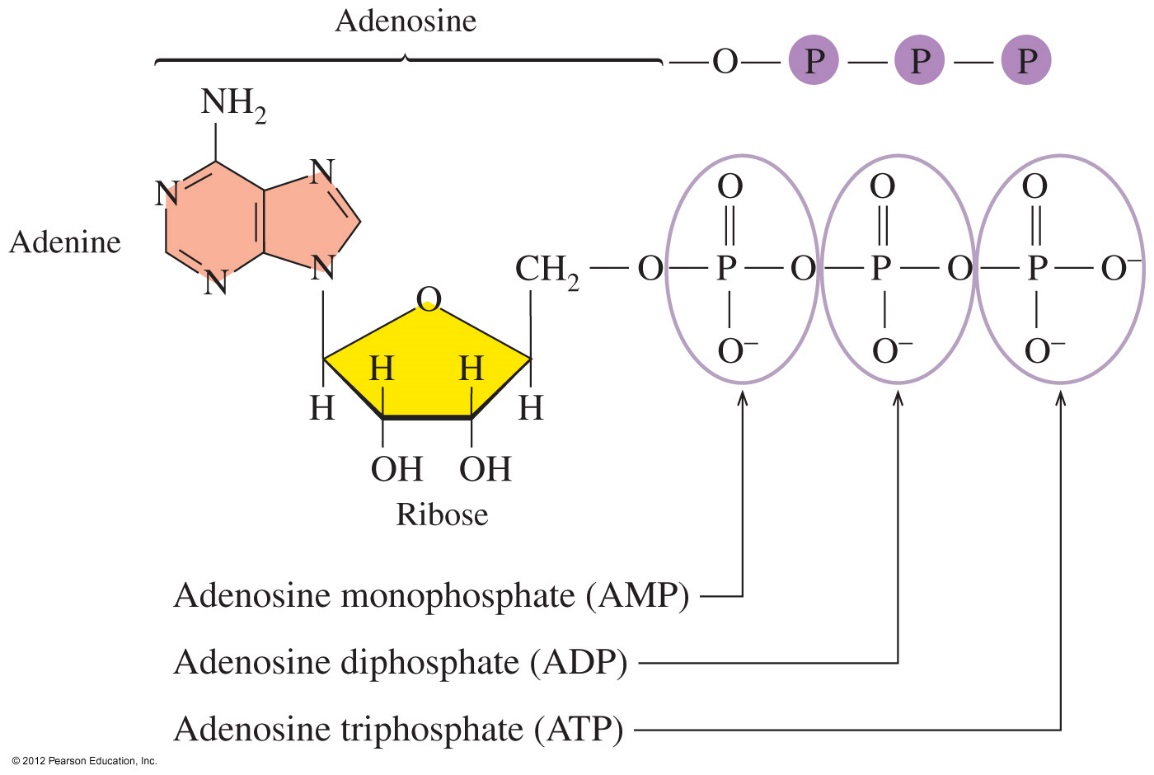 Adenosine
—O— P — P — P
NH₂
N
N
O
O
O
Adenine
N
N
CH₂ — O — P — O — P — O — P — O⁻
O
O⁻
O⁻
O⁻
H
H
H
H
OH
OH
Ribose
Adenosine monophosphate (AMP)
Adenosine diphosphate (ADP)
Adenosine triphosphate (ATP)
© 2012 Pearson Education, Inc.